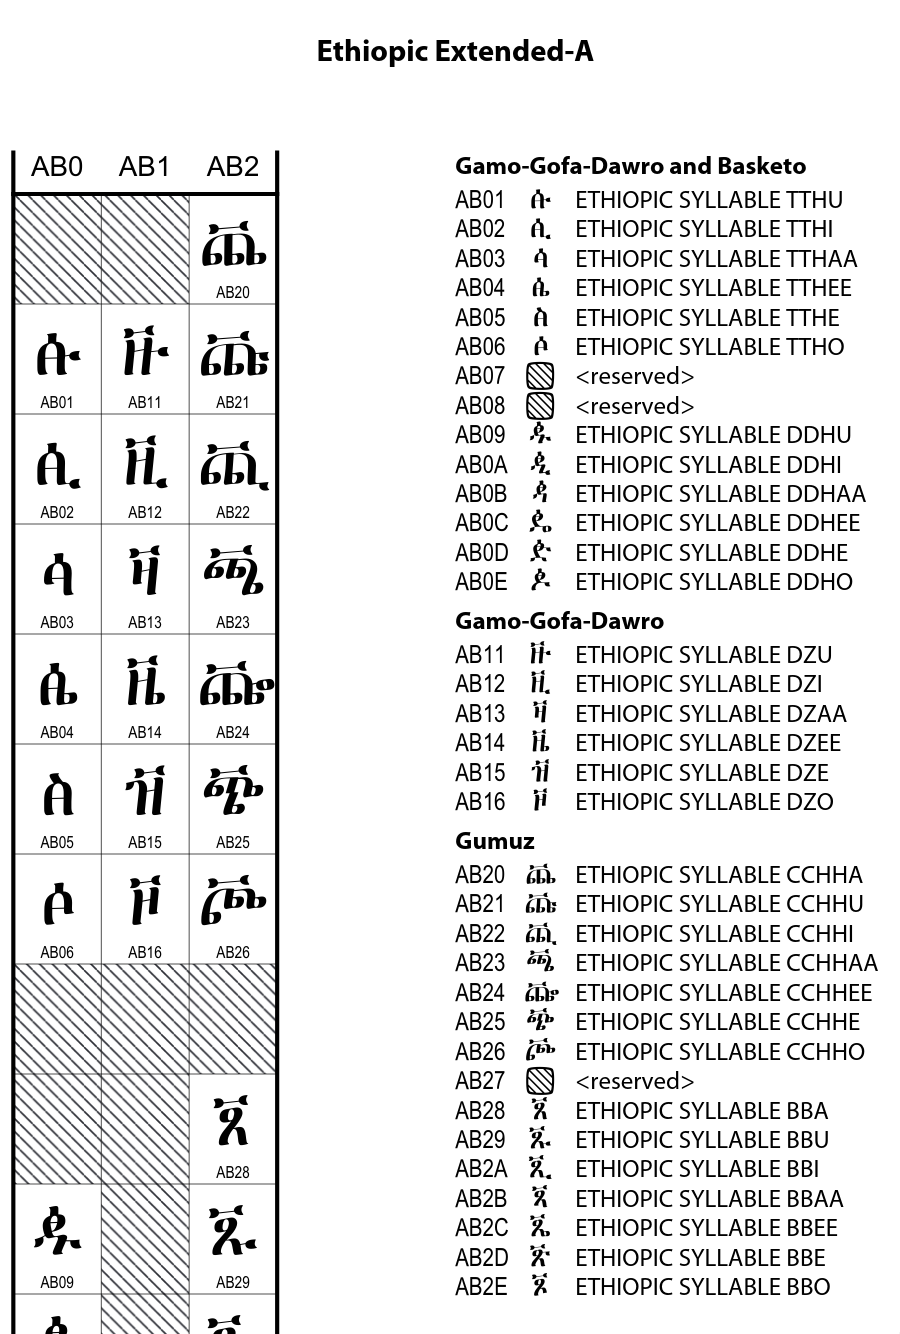 Ethiopic Extended-A
AB0 AB1 AB2
ꬠ
AB20
ꬁ ꬑ ꬡ
AB01 AB11 AB21
ꬂ ꬒ ꬢ
AB02 AB12 AB22
ꬃ ꬓ ꬣ
AB03 AB13 AB23
ꬄ ꬔ ꬤ
AB04 AB14 AB24
ꬅ ꬕ ꬥ
AB05 AB15 AB25
ꬆ ꬖ ꬦ
AB06 AB16 AB26
ꬨ
AB28
ꬉ ꬩ
AB09 AB29
Gamo-Gofa-Dawro and Basketo
AB01 ꬁ ETHIOPIC SYLLABLE TTHU
AB02 ꬂ ETHIOPIC SYLLABLE TTHI
AB03 ꬃ ETHIOPIC SYLLABLE TTHAA
AB04 ꬄ ETHIOPIC SYLLABLE TTHEE
AB05 ꬅ ETHIOPIC SYLLABLE TTHE
AB06 ꬆ ETHIOPIC SYLLABLE TTHO
AB07 <reserved>
AB08 <reserved>
AB09 ꬉ ETHIOPIC SYLLABLE DDHU
AB0A ꬊ ETHIOPIC SYLLABLE DDHI
AB0B ꬋ ETHIOPIC SYLLABLE DDHAA
AB0C ꬌ ETHIOPIC SYLLABLE DDHEE
AB0D ꬍ ETHIOPIC SYLLABLE DDHE
AB0E ꬎ ETHIOPIC SYLLABLE DDHO
Gamo-Gofa-Dawro
AB11 ꬑ ETHIOPIC SYLLABLE DZU
AB12 ꬒ ETHIOPIC SYLLABLE DZI
AB13 ꬓ ETHIOPIC SYLLABLE DZAA
AB14 ꬔ ETHIOPIC SYLLABLE DZEE
AB15 ꬕ ETHIOPIC SYLLABLE DZE
AB16 ꬖ ETHIOPIC SYLLABLE DZO
Gumuz
AB20 ꬠ ETHIOPIC SYLLABLE CCHHA
AB21 ꬡ ETHIOPIC SYLLABLE CCHHU
AB22 ꬢ ETHIOPIC SYLLABLE CCHHI
AB23 ꬣ ETHIOPIC SYLLABLE CCHHAA
AB24 ꬤ ETHIOPIC SYLLABLE CCHHEE
AB25 ꬥ ETHIOPIC SYLLABLE CCHHE
AB26 ꬦ ETHIOPIC SYLLABLE CCHHO
AB27 <reserved>
AB28 ꬨ ETHIOPIC SYLLABLE BBA
AB29 ꬩ ETHIOPIC SYLLABLE BBU
AB2A ꬪ ETHIOPIC SYLLABLE BBI
AB2B ꬫ ETHIOPIC SYLLABLE BBAA
AB2C ꬬ ETHIOPIC SYLLABLE BBEE
AB2D ꬭ ETHIOPIC SYLLABLE BBE
AB2E ꬮ ETHIOPIC SYLLABLE BBO